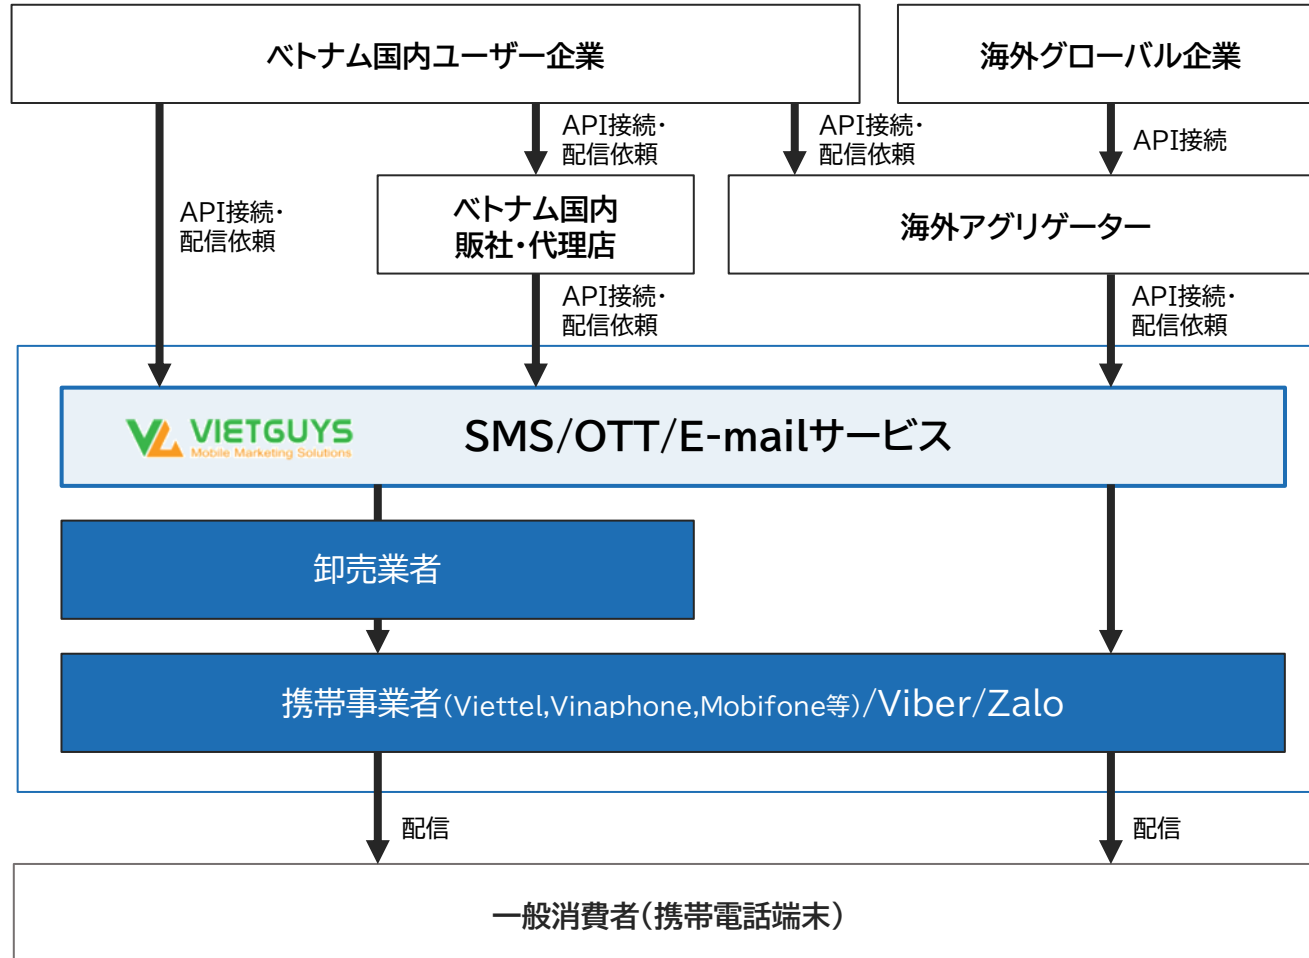 ベトナム国内ユーザー企業
海外グローバル企業
API接続・
配信依頼
API接続・
配信依頼
API接続
API接続・
配信依頼
ベトナム国内
販社・代理店
海外アグリゲーター
API接続・
配信依頼
API接続・
配信依頼
VIETGUYS
Mobile Marketing Solutions
SMS/OTT/E-mailサービス
卸売業者
携帯事業者(Viettel,Vinaphone,Mobifone等)/Viber/Zalo
配信
配信
一般消費者(携帯電話端末)